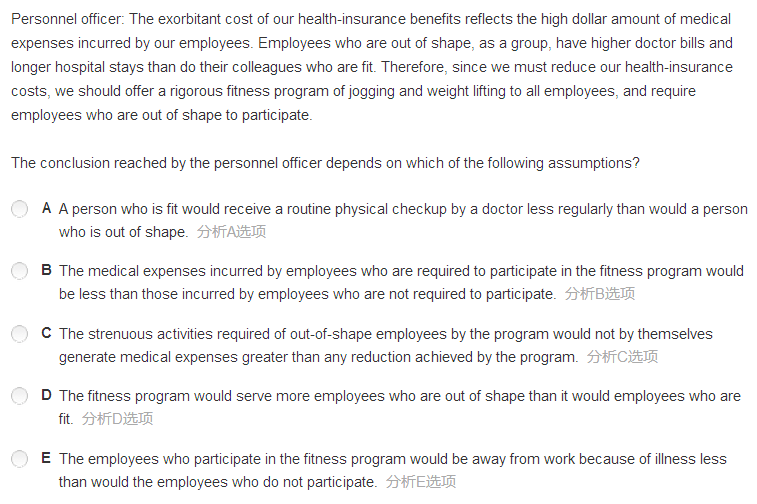 Personnel officer: The exorbitant cost of our health-insurance benefits reflects the high dollar amount of medical
expenses incurred by our employees. Employees who are out of shape, as a group, have higher doctor bills and
longer hospital stays than do their colleagues who are fit. Therefore, since we must reduce our health-insurance
costs, we should offer a rigorous fitness program of jogging and weight lifting to all employees, and require
employees who are out of shape to participate.
The conclusion reached by the personnel officer depends on which of the following assumptions?
A A person who is fit would receive a routine physical checkup by a doctor less regularly than would a person
who is out of shape. 分析A选项
B The medical expenses incurred by employees who are required to participate in the fitness program would
be less than those incurred by employees who are not required to participate. 分析B选项
C The strenuous activities required of out-of-shape employees by the program would not by themselves
generate medical expenses greater than any reduction achieved by the program. 分析C选项
D The fitness program would serve more employees who are out of shape than it would employees who are
fit. 分析D选项
E The employees who participate in the fitness program would be away from work because of illness less
than would the employees who do not participate. 分析E选项